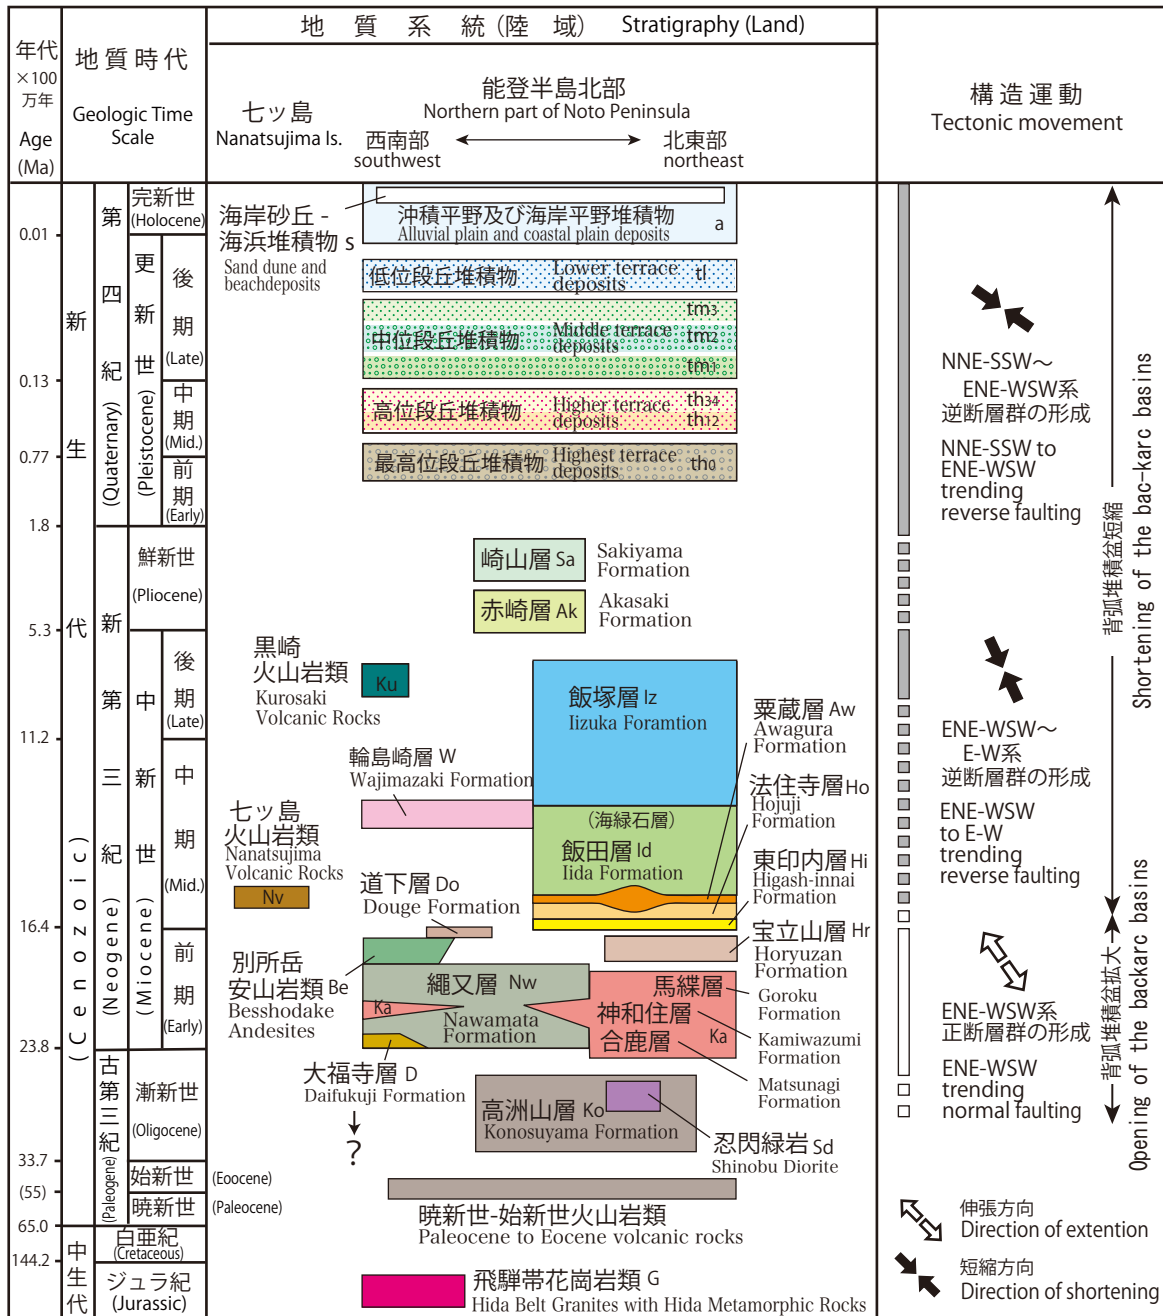 地 質 系 統 (陸 域) Stratigraphy (Land)
年代
×100
万年
Age
(Ma)
地 質 時 代
Geologic Time
Scale
七ッ島
Nanatsujima Is.
能登半島北部
Northern part of Noto Peninsula
西南部
southwest
北東部
northeast
構 造 運 動
Tectonic movement
0.01
0.13
0.77
1.8
5.3
11.2
16.4
23.8
33.7
(55)
65.0
144.2
新 生 代 (Cenozoic)
中 生 代
第 四 紀 (Quaternary)
新 第 三 紀 (Neogene)
古第三紀 (Paleogene)
完新世
(Holocene)
更 新 世 (Pleistocene)
後 期 (Late)
中 期 (Mid.)
前 期 (Early)
鮮新世
(Pliocene)
中 新 世 (Miocene)
後 期 (Late)
中 期 (Mid.)
前 期 (Early)
漸新世
(Oligocene)
始新世
(Eoocene)
暁新世
(Paleocene)
白亜紀
(Cretaceous)
ジュラ紀
(Jurassic)
海岸砂丘 -
海浜堆積物 s
Sand dune and
beachdeposits
沖積平野及び海岸平野堆積物
Alluvial plain and coastal plain deposits
a
低位段丘堆積物 Lower terrace deposits tl
tm3
中位段丘堆積物 Middle terrace deposits tm2
tm1
高位段丘堆積物 Higher terrace deposits th34
th12
最高位段丘堆積物 Highest terrace deposits th0
崎山層 Sa
Sakiyama
Formation
赤崎層 Ak
Akasaki
Formation
黒崎
火山岩類
Kurosaki
Volcanic Rocks
Ku
飯塚層 Iz
Iizuka Foramtion
粟蔵層 Aw
Awagura
Formation
輪島崎層 W
Wajimazaki Formation
法住寺層 Ho
Hojuji
Formation
七ッ島
火山岩類
Nanatsujima
Volcanic Rocks
Nv
(海緑石層)
飯田層 Id
Iida Formation
東印内層 Hi
Higash-innai
Formation
道下層 Do
Douge Formation
宝立山層 Hr
Horyuzan
Formation
別所岳
安山岩類 Be
Besshodake
Andesites
縄又層 Nw
Nawamata
Formation
Ka
馬緤層
Goroku
Formation
神和住層
Kamiwazumi
Formation
合鹿層
Ka
Matsunagi
Formation
大福寺層 D
Daifukuji Formation
?
高洲山層 Ko
Konosuyama Formation
忍閃緑岩 Sd
Shinobu Diorite
暁新世-始新世火山岩類
Paleocene to Eocene volcanic rocks
飛騨帯花崗岩類 G
Hida Belt Granites with Hida Metamorphic Rocks
NNE-SSW～
ENE-WSW系
逆断層群の形成
NNE-SSW to
ENE-WSW
trending
reverse faulting
ENE-WSW～
E-W系
逆断層群の形成
ENE-WSW
to E-W
trending
reverse faulting
ENE-WSW系
正断層群の形成
ENE-WSW
trending
normal faulting
背弧堆積盆短縮
Shortening of the bac-karc basins
背弧堆積盆拡大
Opening of the backarc basins
伸張方向
Direction of extention
短縮方向
Direction of shortening